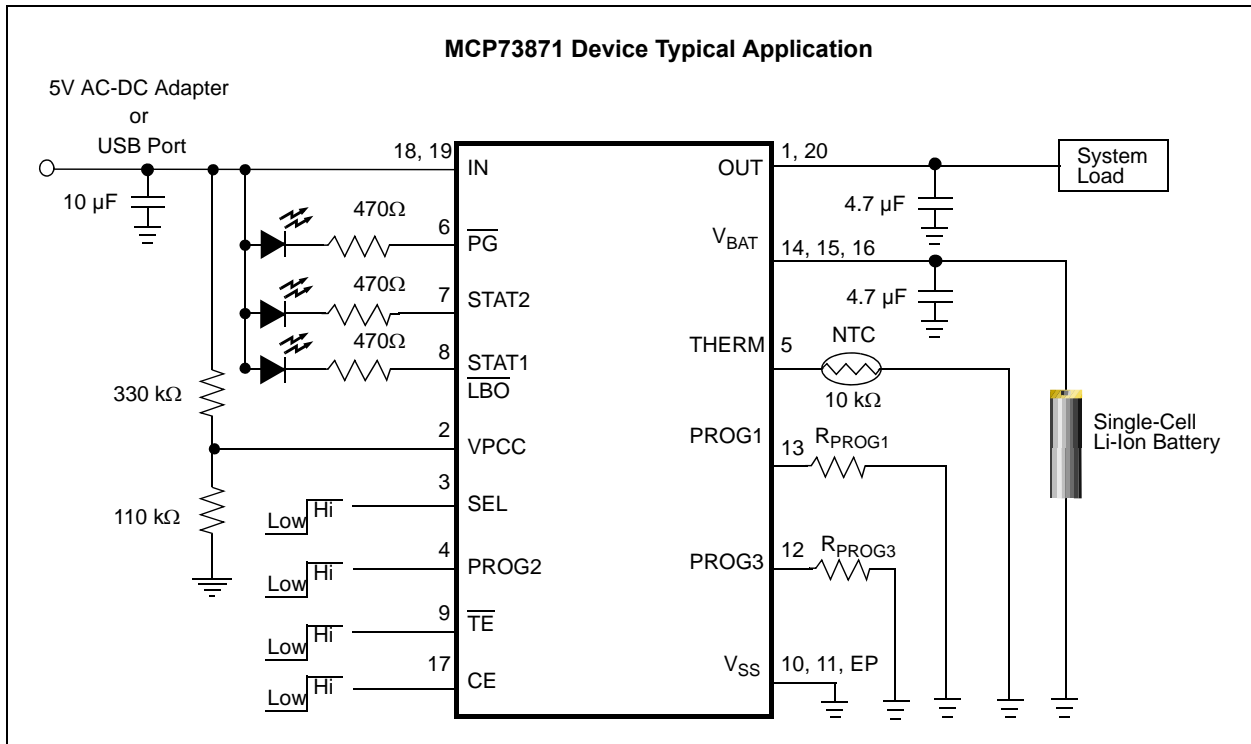 MCP73871 Device Typical Application
5V AC-DC Adapter
or
USB Port
10 µF
18, 19
IN
470Ω
6
P̅G̅
470Ω
7
STAT2
470Ω
8
STAT1
L̅B̅O̅
330 kΩ
2
VPCC
110 kΩ
3
Low Hi
SEL
4
Low Hi
PROG2
9
Low Hi
T̅E̅
17
Low Hi
CE
OUT
1, 20
System
Load
4.7 µF
VBAT
14, 15, 16
4.7 µF
THERM
5
NTC
10 kΩ
Single-Cell
Li-Ion Battery
PROG1
13
RPROG1
PROG3
12
RPROG3
VSS
10, 11, EP